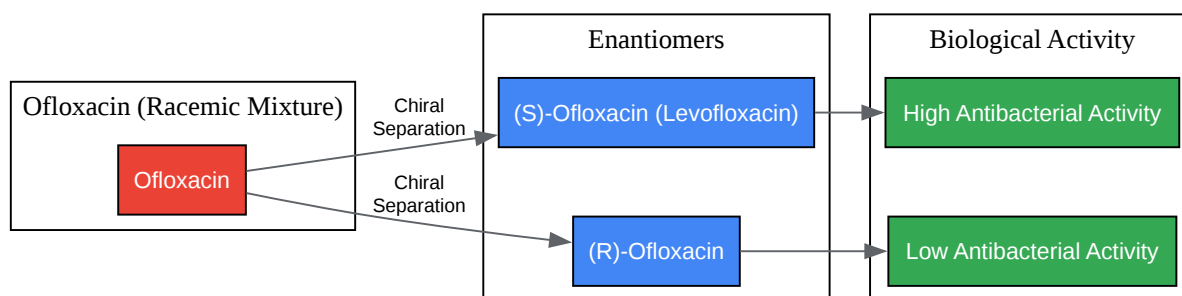 Ofloxacin (Racemic Mixture)
Ofloxacin
Chiral
Separation
Chiral
Separation
Enantiomers
(S)-Ofloxacin (Levofloxacin)
(R)-Ofloxacin
Biological Activity
High Antibacterial Activity
Low Antibacterial Activity